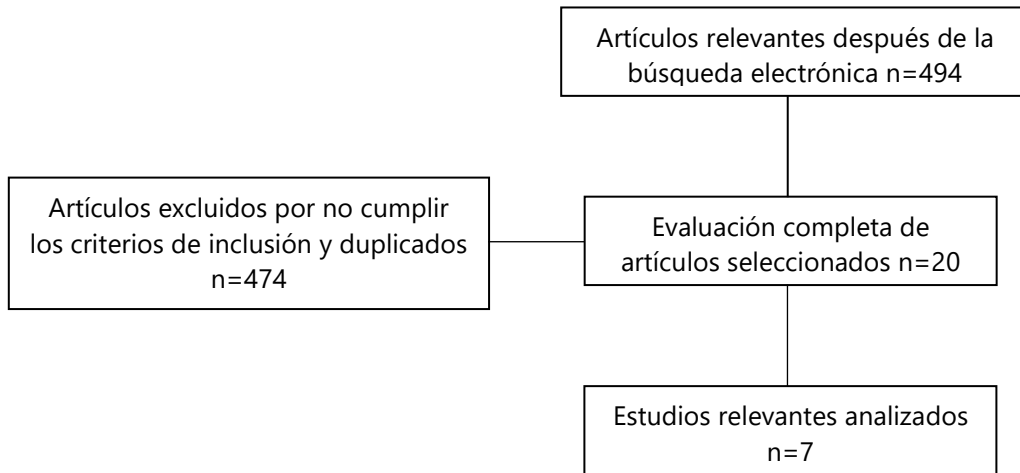 Artículos relevantes después de la
búsqueda electrónica n=494
Artículos excluidos por no cumplir
los criterios de inclusión y duplicados
n=474
Evaluación completa de
artículos seleccionados n=20
Estudios relevantes analizados
n=7